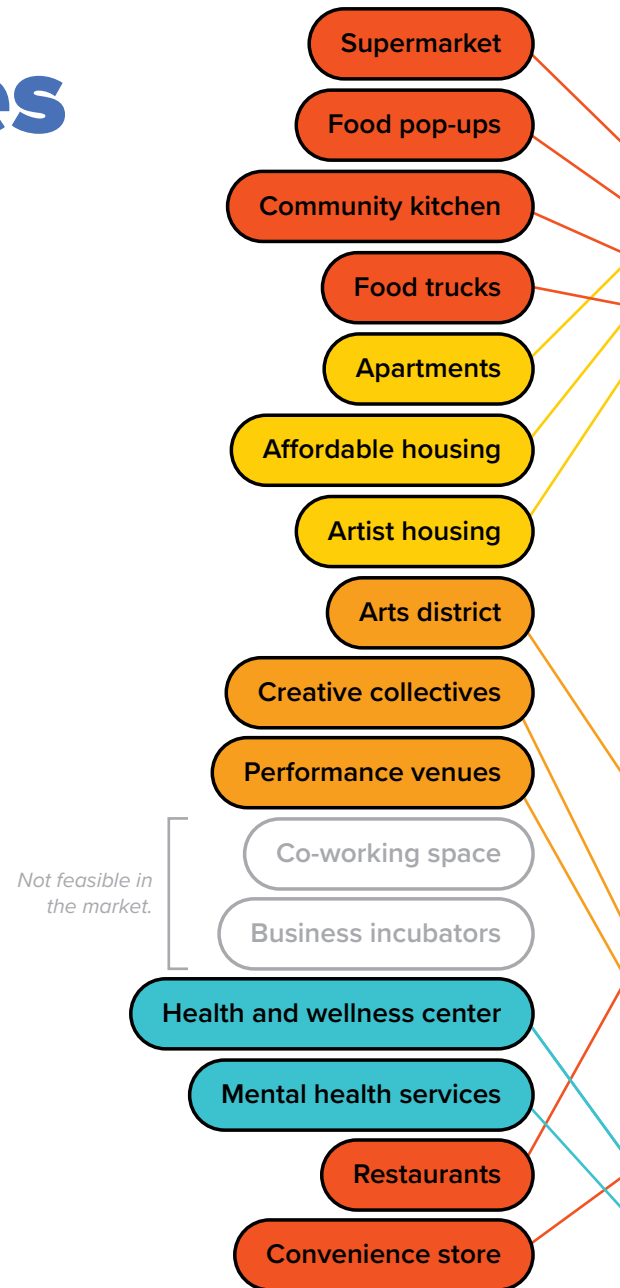 es
Supermarket
Food pop-ups
Community kitchen
Food trucks
Apartments
Affordable housing
Artist housing
Arts district
Creative collectives
Performance venues
Co-working space
Not feasible in
the market.
Business incubators
Health and wellness center
Mental health services
Restaurants
Convenience store